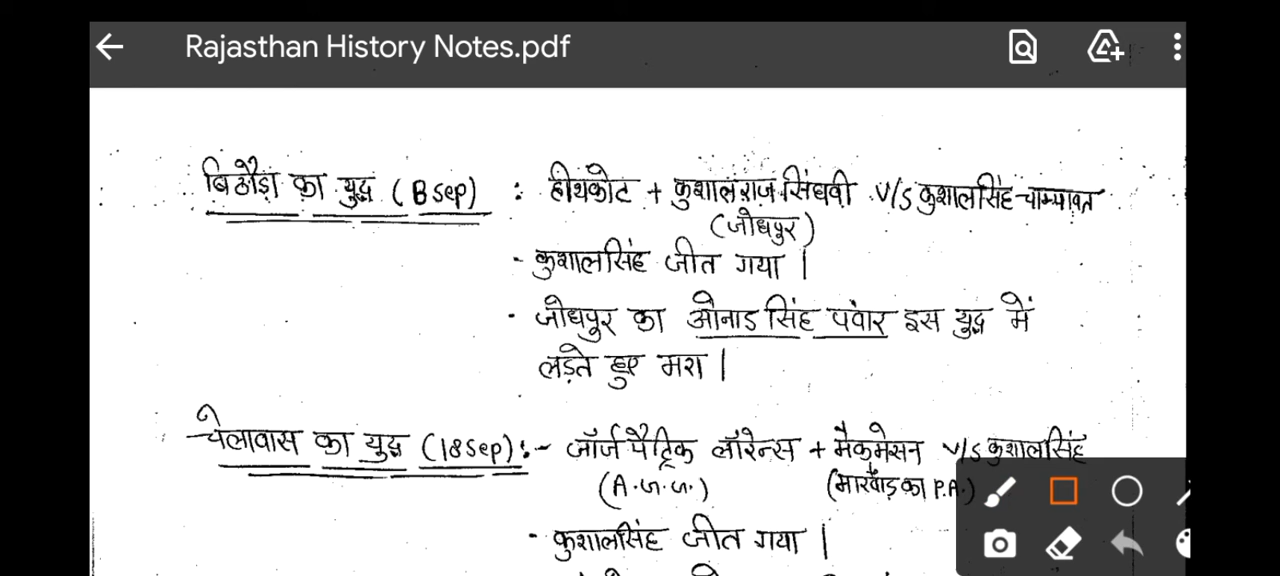 Rajasthan History Notes.pdf
बिठौड़ा का युद्ध (8 Sep) : हीथकोट + कुशालराज सिंघवी V/S कुशालसिंह चाम्पावत
(जोधपुर)
- कुशालसिंह जीत गया |
· जोधपुर का ओनाड़ सिंह पंवार इस युद्ध में
लड़ते हुए मरा |
चेलावास का युद्ध (18 Sep) :- जॉर्ज पैट्रिक लॉरेन्स + मैकमेसन V/S कुशालसिंह
(A.ज.ज.) (मारवाड़ का P.A.)
- कुशालसिंह जीत गया |